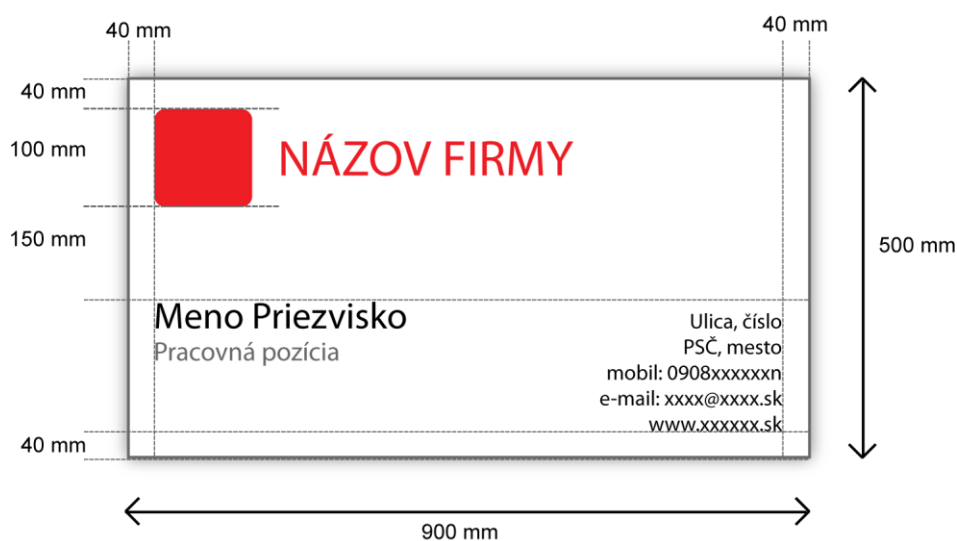 40 mm
40 mm
40 mm
100 mm
NÁZOV FIRMY
150 mm
500 mm
Meno Priezvisko
Pracovná pozícia
Ulica, číslo
PSČ, mesto
mobil: 0908xxxxxxn
e-mail: xxxx@xxxx.sk
www.xxxxxx.sk
40 mm
900 mm